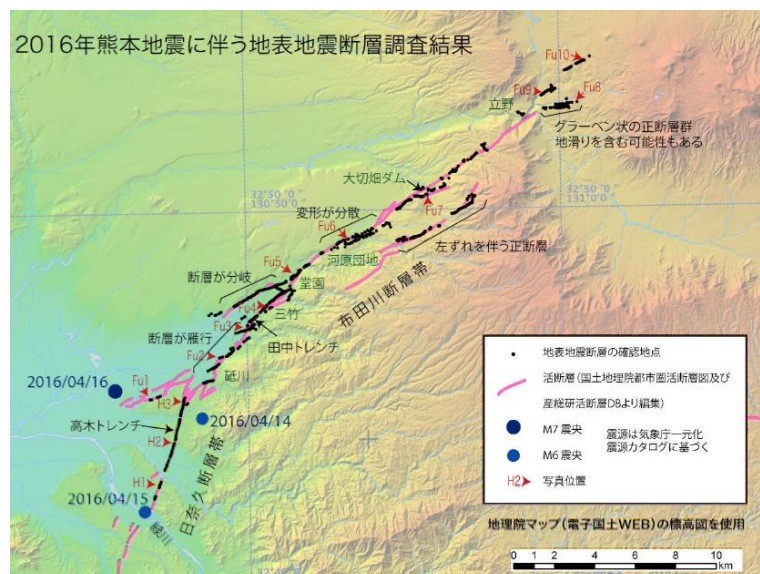 2016年熊本地震に伴う地表地震断層調査結果
Fu10
Fu9
Fu8
立野
グラーベン状の正断層群
地滑りを含む可能性もある
大切畑ダム
32°50'0"
130°50'0"
32°50'0"
131°0'0"
変形が分散
Fu7
Fu6
河原団地
左ずれを伴う正断層
Fu5
堂園
断層が分岐
布田川断層帯
Fu4
三竹
Fu3
断層が雁行
田中トレンチ
Fu2
砥川
2016/04/16
Fu1
H3
2016/04/14
高木トレンチ
H2
日奈久断層帯
H1
2016/04/15
緑川
地表地震断層の確認地点
活断層（国土地理院都市圏活断層図及び
産総研活断層DBより編集）
M7 震央
M6 震央
震源は気象庁一元化
震源カタログに基づく
H2 写真位置
地理院マップ（電子国土WEB）の標高図を使用
0 1 2 4 6 8 10
km